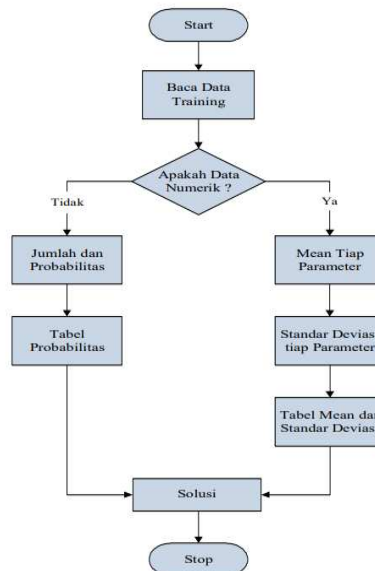 Start
Baca Data
Training
Apakah Data
Numerik ?
Tidak
Ya
Jumlah dan
Probabilitas
Mean Tiap
Parameter
Tabel
Probabilitas
Standar Devias
tiap Parameter
Tabel Mean dan
Standar Devias
Solusi
Stop